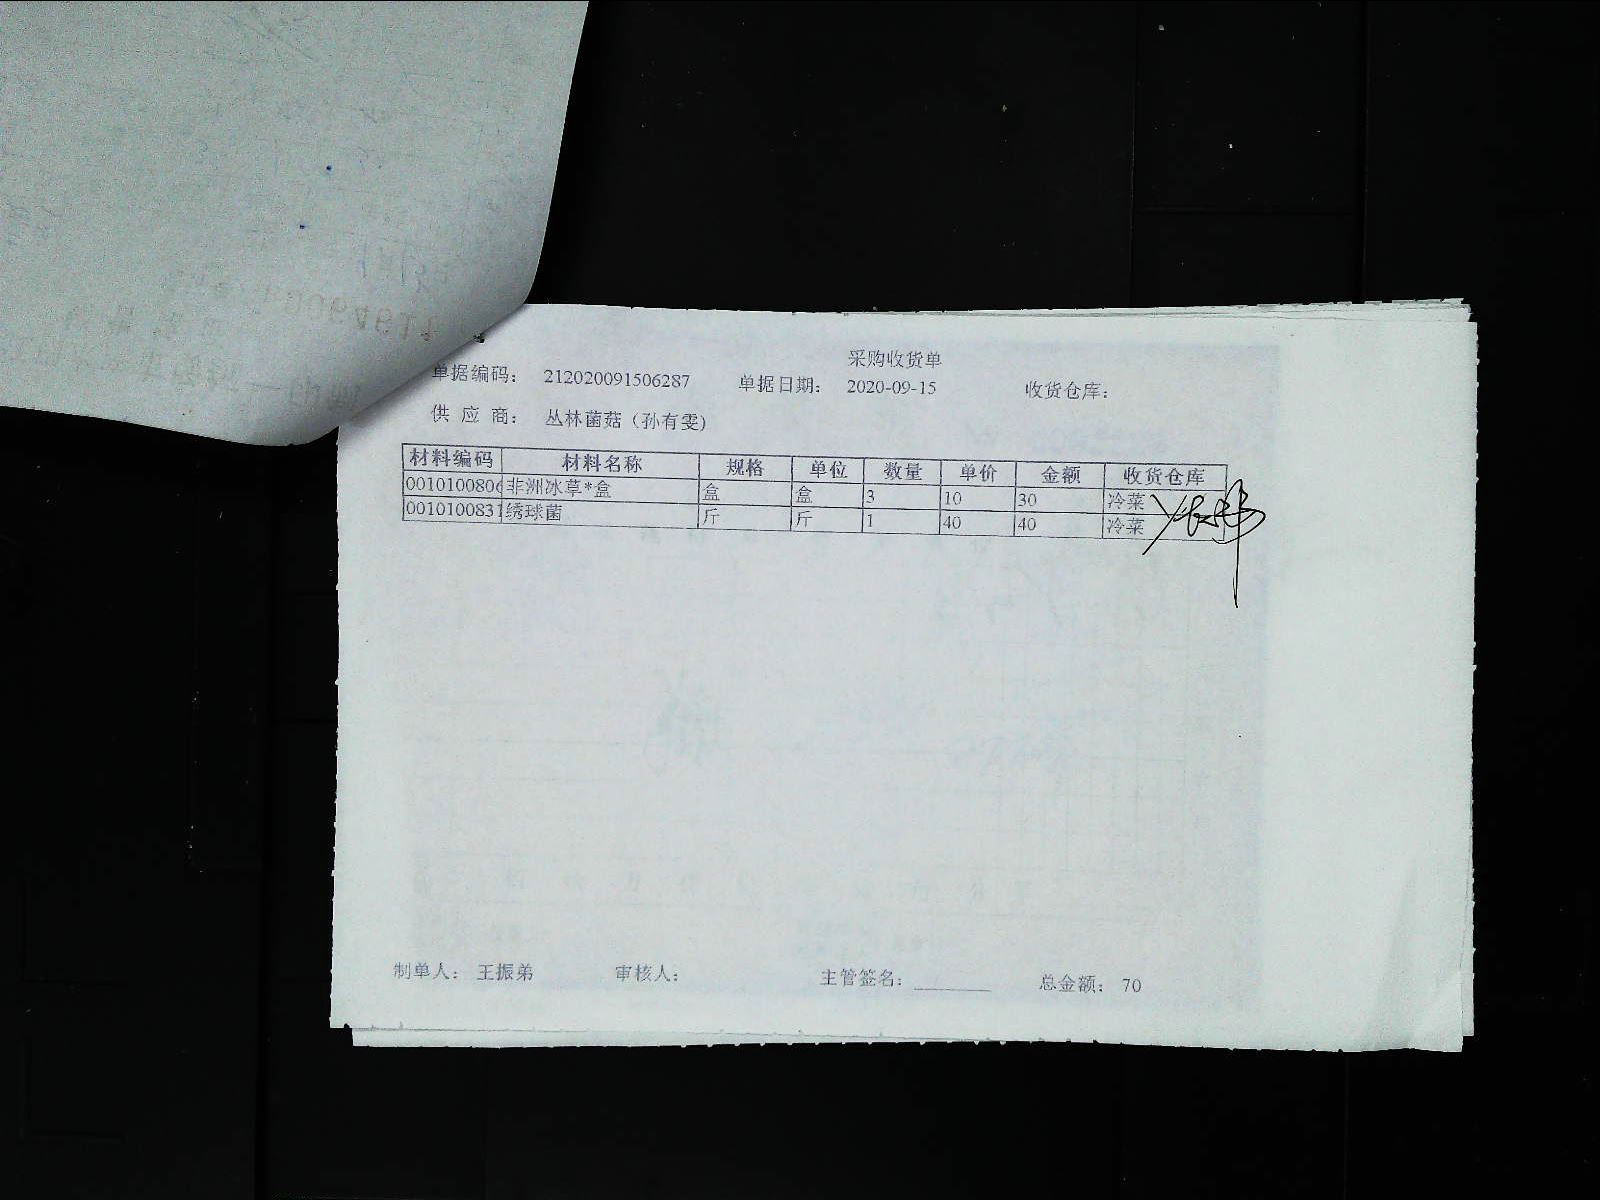 采购收货单
单据编码: 212020091506287 单据日期: 2020-09-15 收货仓库:
供 应 商: 丛林菌菇（孙有雯)
材料编码 材料名称 规格 单位 数量 单价 金额 收货仓库
0010100806 非洲冰草*盒 盒 盒 3 10 30 冷菜
0010100831 绣球菌 斤 斤 1 40 40 冷菜
制单人: 王振弟 审核人: 主管签名: ________ 总金额: 70